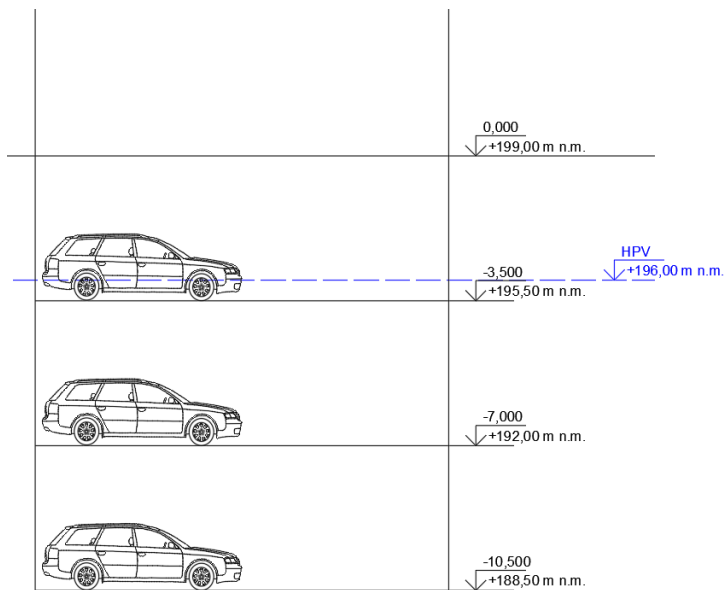 0,000
+199,00 m n.m.
HPV
+196,00 m n.m.
-3,500
+195,50 m n.m.
-7,000
+192,00 m n.m.
-10,500
+188,50 m n.m.